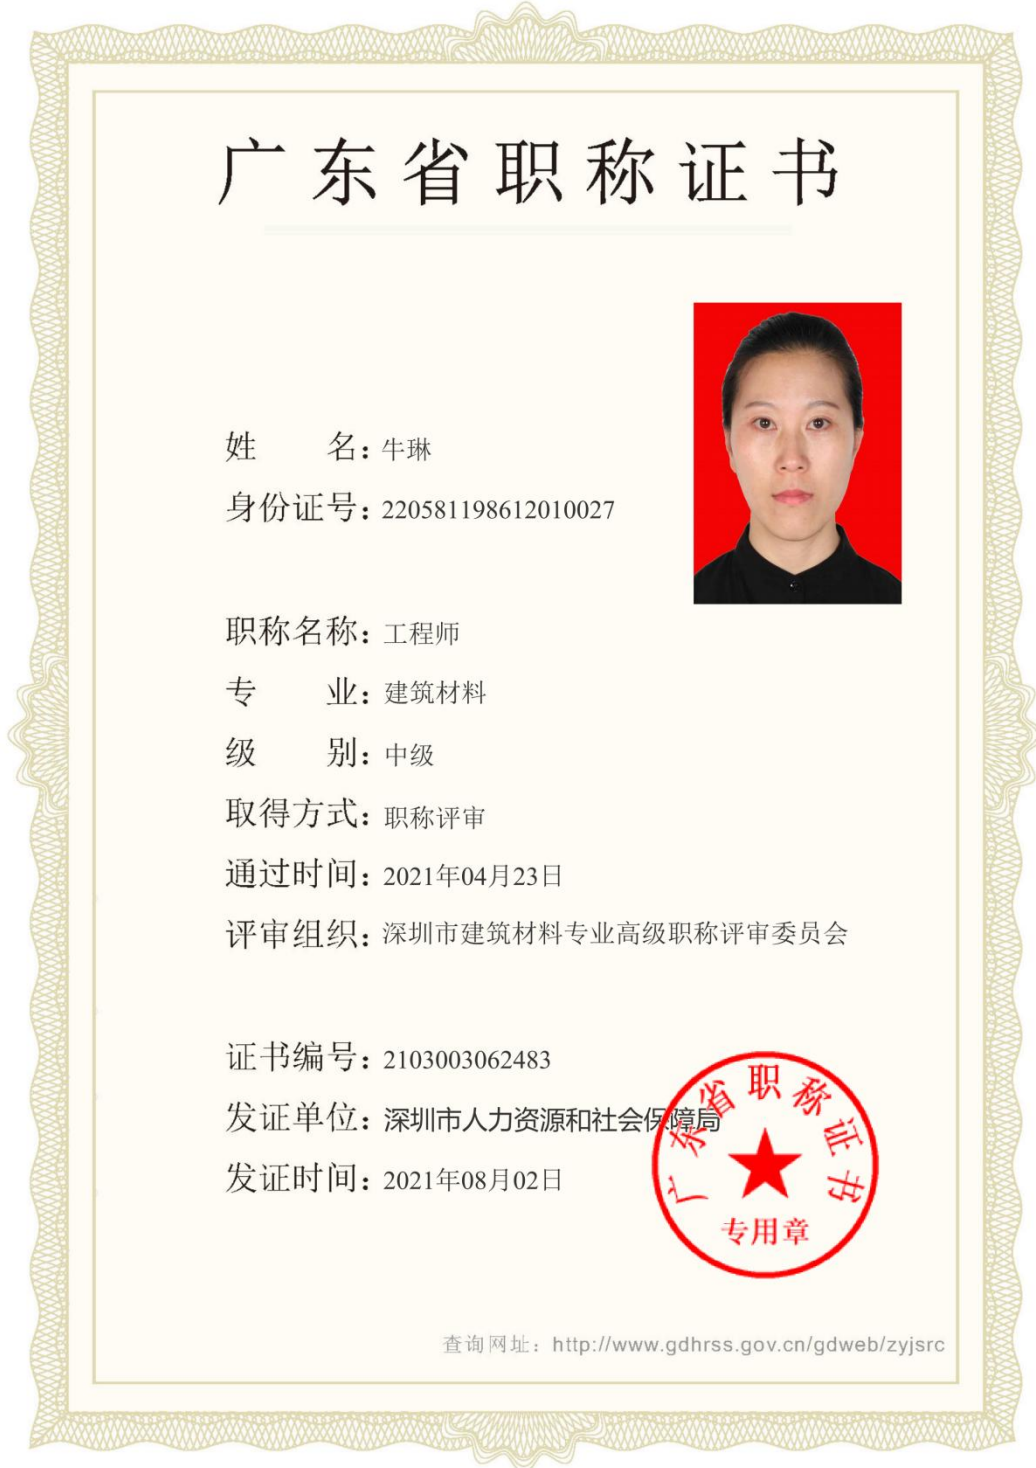 广东省职称证书
姓 名：牛琳
身份证号：220581198612010027
职称名称：工程师
专 业：建筑材料
级 别：中级
取得方式：职称评审
通过时间：2021年04月23日
评审组织：深圳市建筑材料专业高级职称评审委员会
证书编号：2103003062483
发证单位：深圳市人力资源和社会保障局
发证时间：2021年08月02日
广东省职称证书
专用章
查询网址：http://www.gdhrss.gov.cn/gdweb/zyjsrc